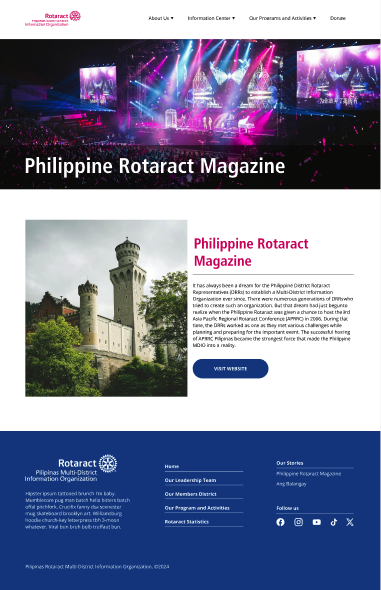 Rotaract
Pilipinas Multi-District
Information Organization
About Us ▾ Information Center ▾ Our Programs and Activities ▾ Donate
Philippine Rotaract Magazine
Philippine Rotaract
Magazine
It has always been a dream for the Philippine District Rotaract
Representatives (DRRs) to establish a Multi-District Information
Organization ever since. There were numerous generations of DRRs who
tried to create such an organization. But that dream had just begun to
realize when the Philippine Rotaract was given a chance to host the 3rd
Asia Pacific Regional Rotaract Conference (APRRC) in 2006. During that
time, the DRRs worked as one as they met various challenges while
planning and preparing for the important event. The successful hosting
of APRRC Pilipinas became the strongest force that made the Philippine
MDIO into a reality.
VISIT WEBSITE
Rotaract
Pilipinas Multi-District
Information Organization
Hipster ipsum tattooed brunch I'm baby.
Mumblecore pug man batch hella bitters batch
offal pitchfork. Crucifix fanny dsa scenester
mug skateboard brooklyn art. Williamsburg
hoodie church-key letterpress tbh 3-moon
whatever. Viral bun bruh bulb truffaut bun.
Home
Our Leadership Team
Our Members District
Our Program and Activities
Rotaract Statistics
Our Stories
Philippine Rotaract Magazine
Ang Balangay
Follow us
Pilipinas Rotaract Multi-District Information Organization, ©2024